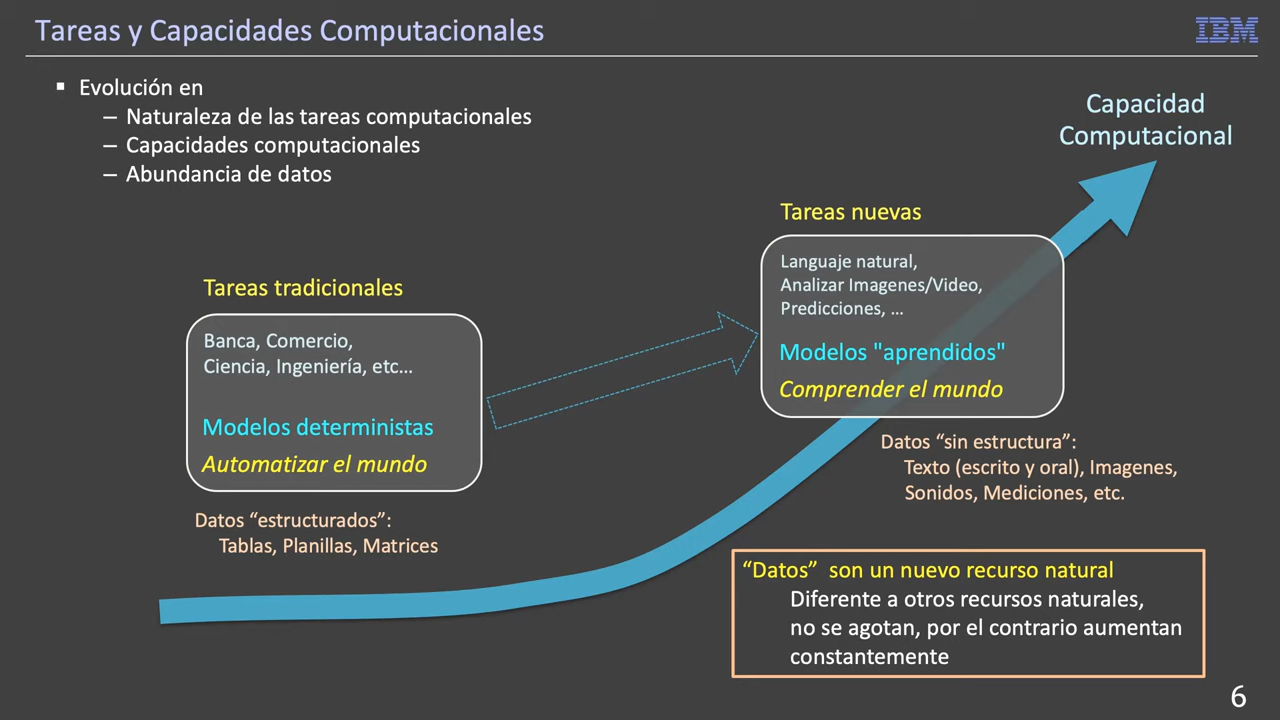 Tareas y Capacidades Computacionales
IBM
▪ Evolución en
– Naturaleza de las tareas computacionales
– Capacidades computacionales
– Abundancia de datos
Capacidad
Computacional
Tareas tradicionales
Banca, Comercio,
Ciencia, Ingeniería, etc...
Modelos deterministas
Automatizar el mundo
Datos “estructurados”:
Tablas, Planillas, Matrices
Tareas nuevas
Languaje natural,
Analizar Imagenes/Video,
Predicciones, ...
Modelos "aprendidos"
Comprender el mundo
Datos “sin estructura”:
Texto (escrito y oral), Imagenes,
Sonidos, Mediciones, etc.
“Datos” son un nuevo recurso natural
Diferente a otros recursos naturales,
no se agotan, por el contrario aumentan
constantemente
6